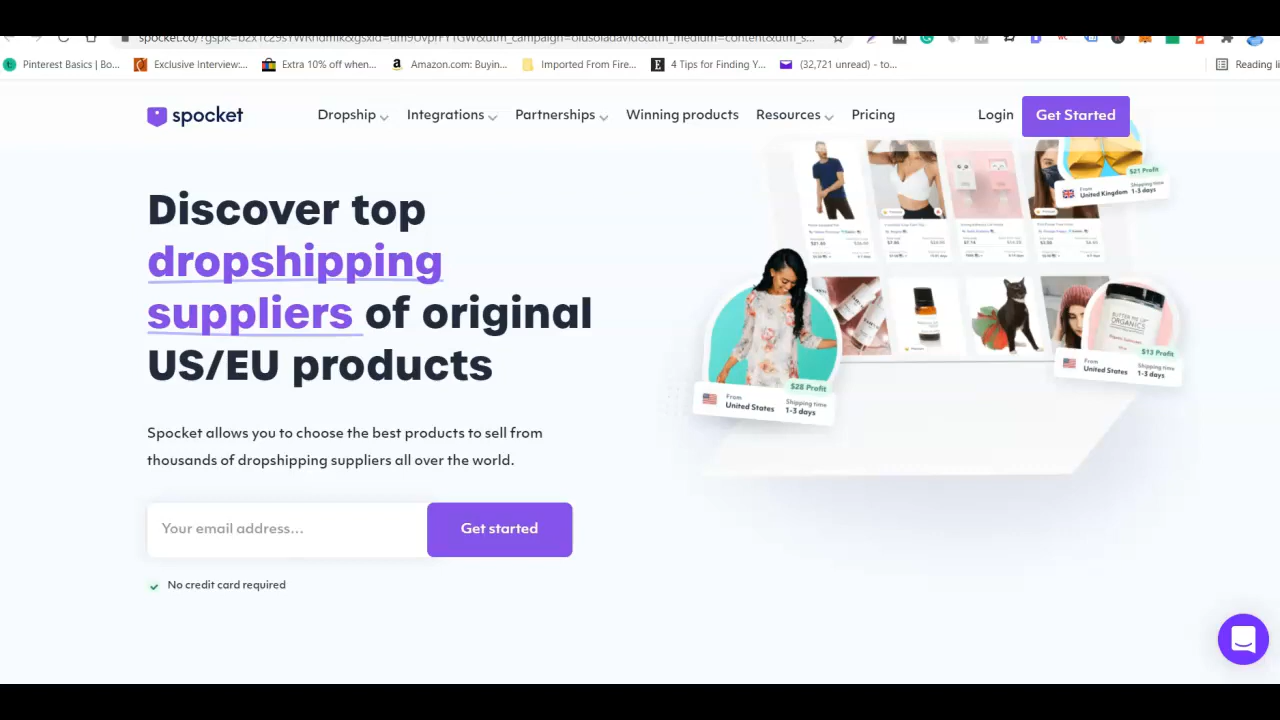 Pinterest Basics | Bo...
Exclusive Interview:...
Extra 10% off when...
Amazon.com: Buyin...
Imported From Fire...
4 Tips for Finding Y...
(32,721 unread) - to...
Reading li
spocket
Dropship
Integrations
Partnerships
Winning products
Resources
Pricing
Login
Get Started
Discover top
dropshipping
suppliers of original
US/EU products
Spocket allows you to choose the best products to sell from
thousands of dropshipping suppliers all over the world.
Your email address...
Get started
No credit card required
$21 Profit
From
United Kingdom
Shipping time
1-3 days
$28 Profit
From
United States
Shipping time
1-3 days
$13 Profit
From
United States
Shipping time
1-3 days
BUTTER ME UP
ORGANICS